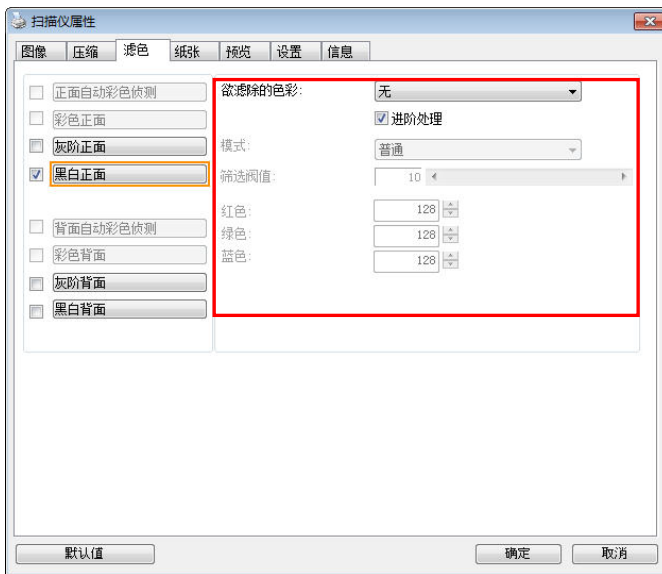 扫描仪属性
图像 压缩 滤色 纸张 预览 设置 信息
正面自动彩色侦测
彩色正面
灰阶正面
黑白正面
背面自动彩色侦测
彩色背面
灰阶背面
黑白背面
欲滤除的色彩: 无
进阶处理
模式: 普通
筛选阀值: 10
红色: 128
绿色: 128
蓝色: 128
默认值 确定 取消